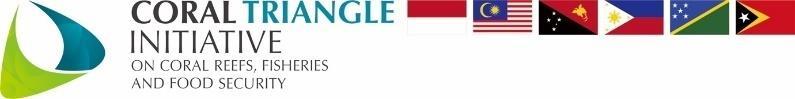 CORAL TRIANGLE
INITIATIVE
ON CORAL REEFS, FISHERIES
AND FOOD SECURITY